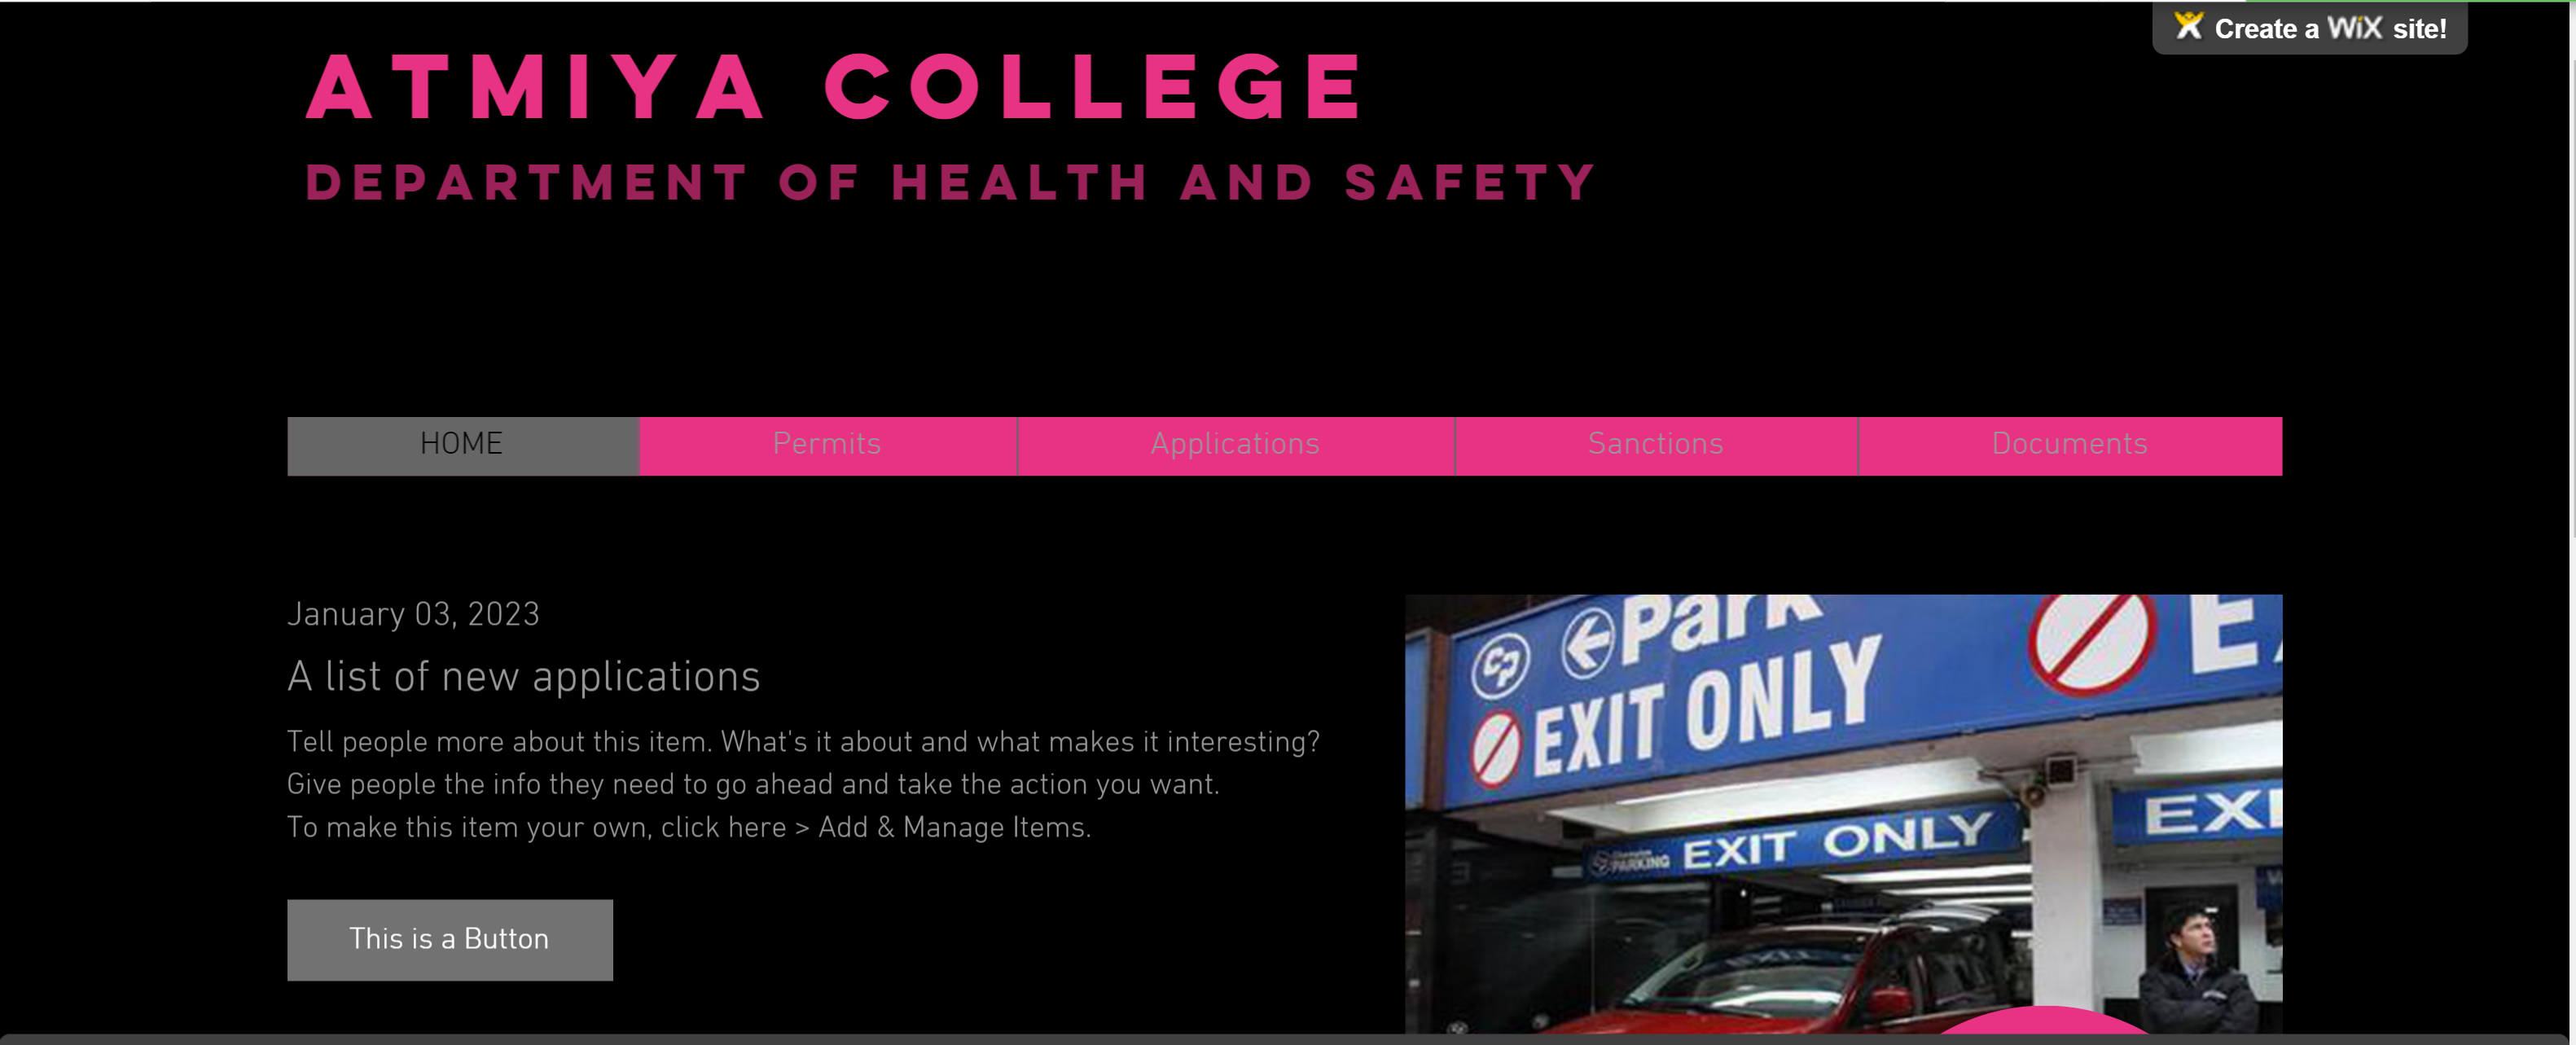 Create a WiX site!
ATMIYA COLLEGE
DEPARTMENT OF HEALTH AND SAFETY
HOME
Permits
Applications
Sanctions
Documents
January 03, 2023
A list of new applications
Tell people more about this item. What's it about and what makes it interesting?
Give people the info they need to go ahead and take the action you want.
To make this item your own, click here > Add & Manage Items.
This is a Button
CP Park
EXIT ONLY
PARKING EXIT ONLY